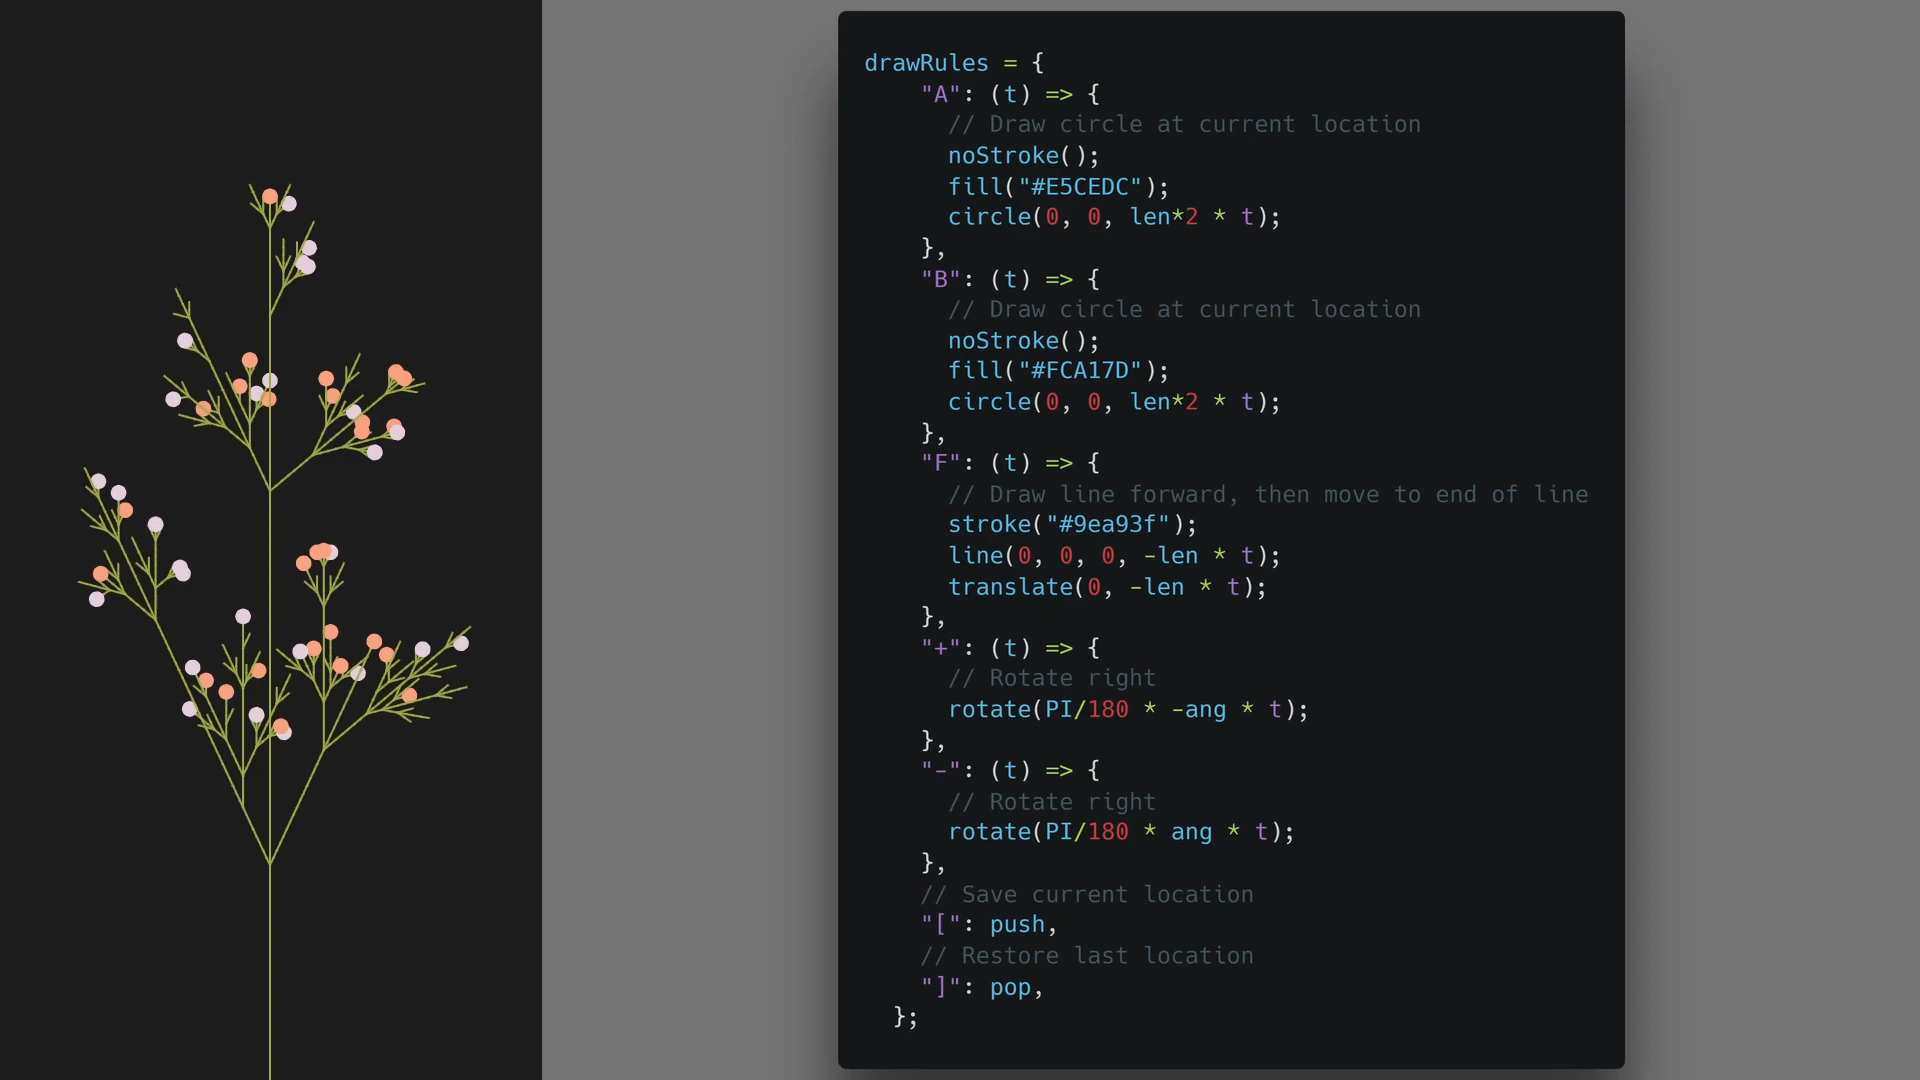 drawRules = {
"A": (t) => {
// Draw circle at current location
noStroke();
fill("#E5CEDC");
circle(0, 0, len*2 * t);
},
"B": (t) => {
// Draw circle at current location
noStroke();
fill("#FCA17D");
circle(0, 0, len*2 * t);
},
"F": (t) => {
// Draw line forward, then move to end of line
stroke("#9ea93f");
line(0, 0, 0, -len * t);
translate(0, -len * t);
},
"+": (t) => {
// Rotate right
rotate(PI/180 * -ang * t);
},
"-": (t) => {
// Rotate right
rotate(PI/180 * ang * t);
},
// Save current location
"[": push,
// Restore last location
"]": pop,
};